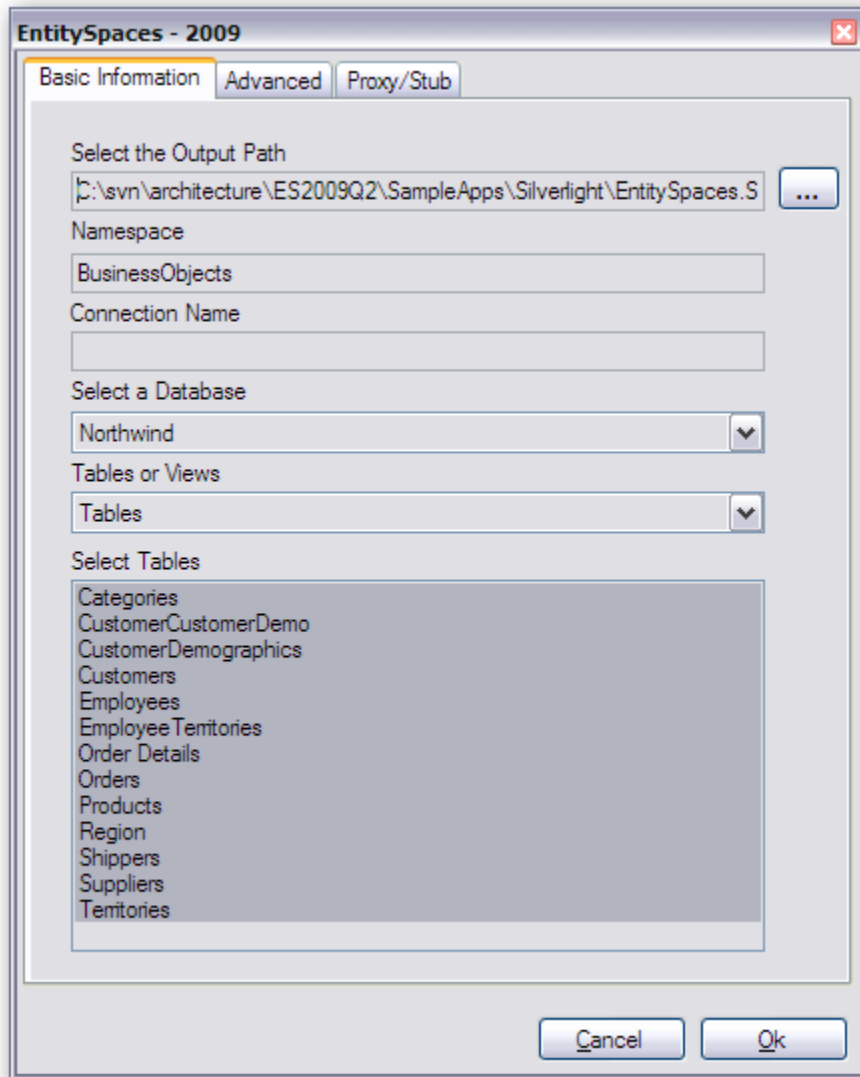 EntitySpaces - 2009
Basic Information Advanced Proxy/Stub
Select the Output Path
C:\svn\architecture\ES2009Q2\SampleApps\Silverlight\EntitySpaces.S ...
Namespace
BusinessObjects
Connection Name
Select a Database
Northwind
Tables or Views
Tables
Select Tables
Categories
CustomerCustomerDemo
CustomerDemographics
Customers
Employees
EmployeeTerritories
Order Details
Orders
Products
Region
Shippers
Suppliers
Territories
Cancel Ok